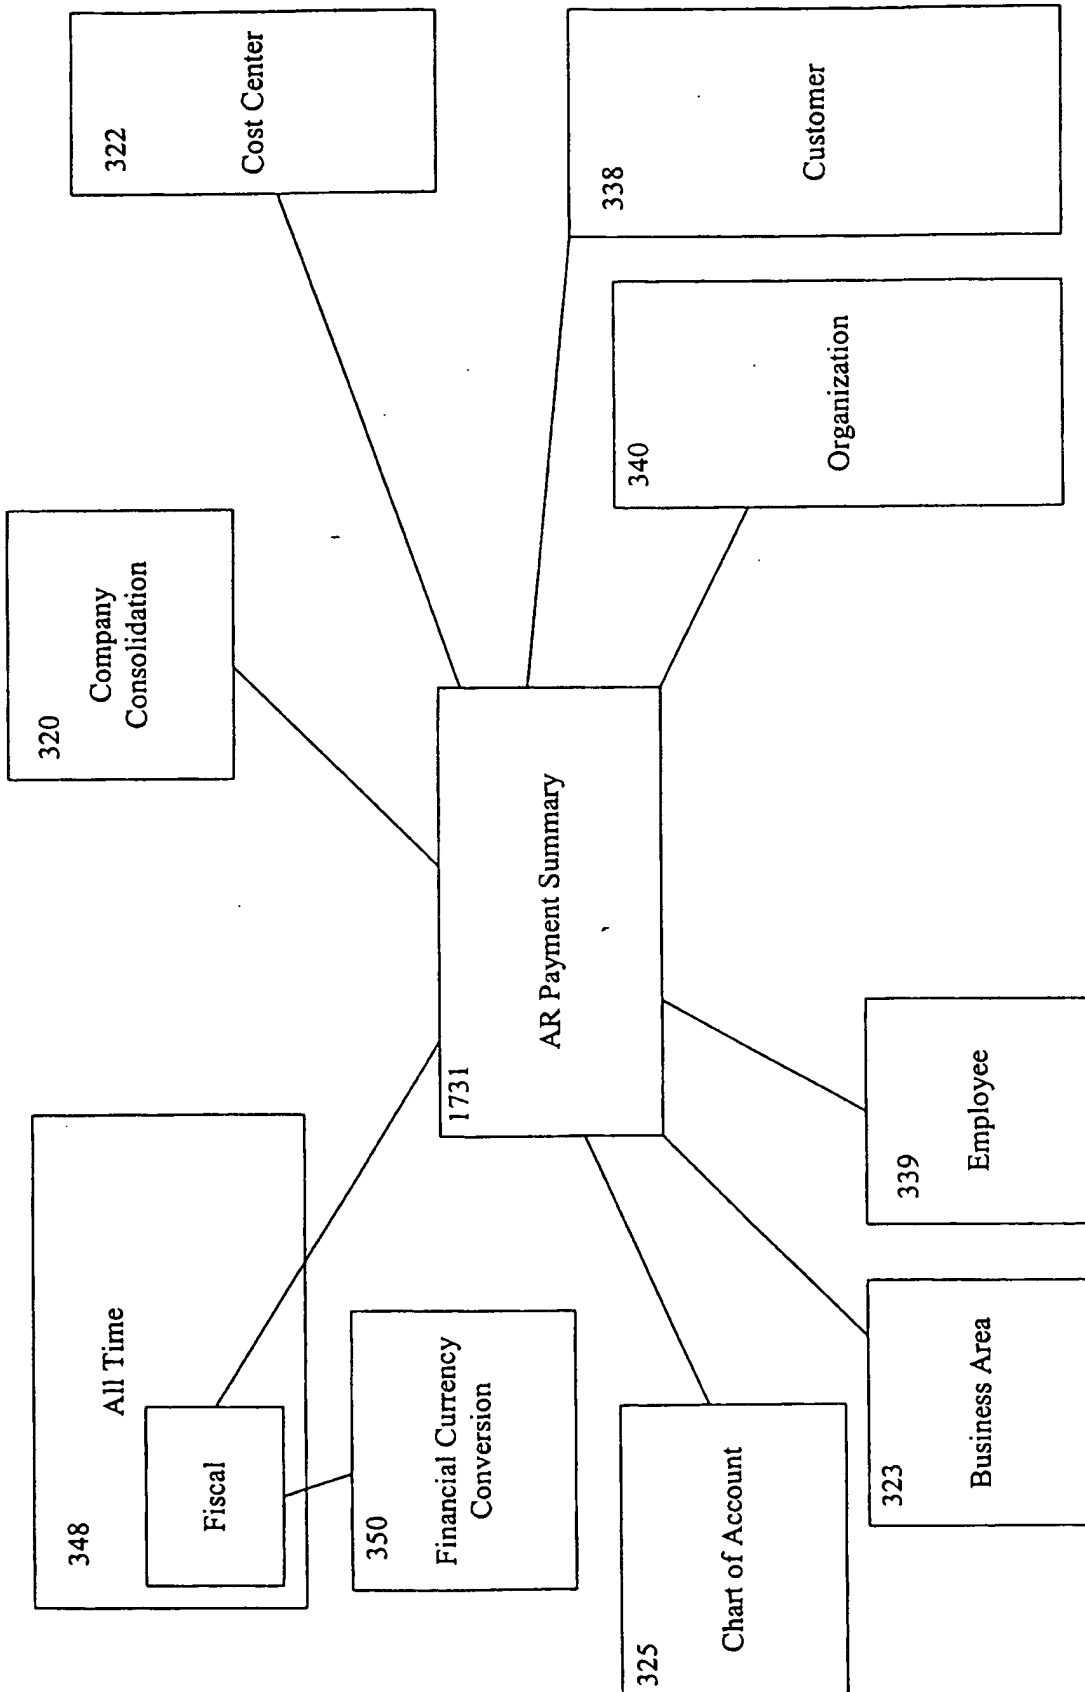 348
All Time
Fiscal
350
Financial Currency
Conversion
325
Chart of Account
323
Business Area
339
Employee
1731
AR Payment Summary
320
Company
Consolidation
322
Cost Center
338
Customer
340
Organization